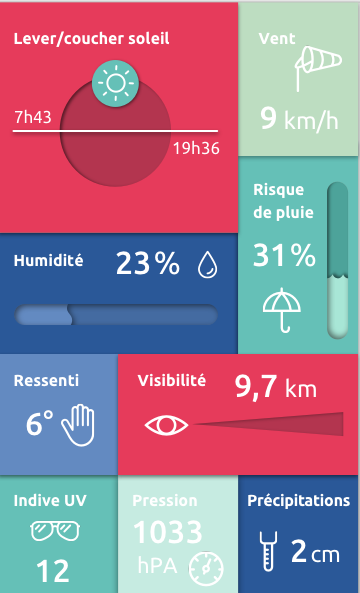 Lever/coucher soleil
7h43
19h36
Vent
9 km/h
Risque
de pluie
31%
Humidité
23%
Ressenti
6°
Visibilité
9,7 km
Indive UV
12
Pression
1033
hPA
Précipitations
2 cm